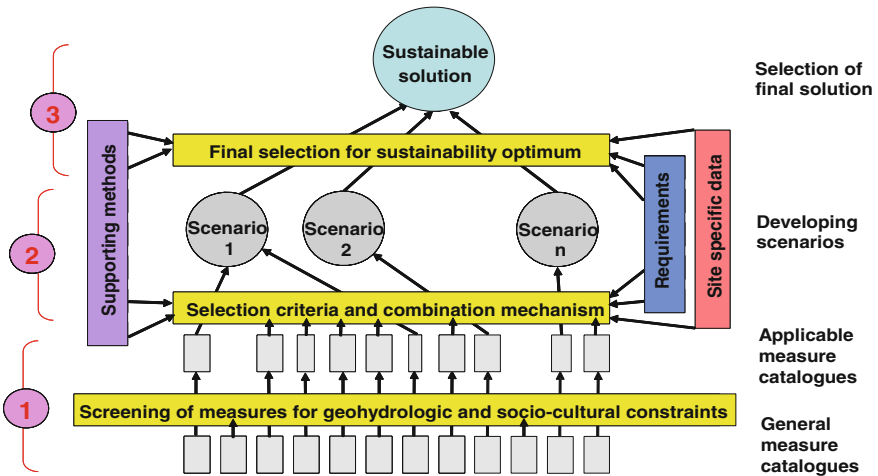 Sustainable
solution
Selection of
final solution
3
Final selection for sustainability optimum
Supporting methods
Requirements
Site specific data
2
Scenario
1
Scenario
2
Scenario
n
Developing
scenarios
Selection criteria and combination mechanism
Applicable
measure
catalogues
1
Screening of measures for geohydrologic and socio-cultural constraints
General
measure
catalogues